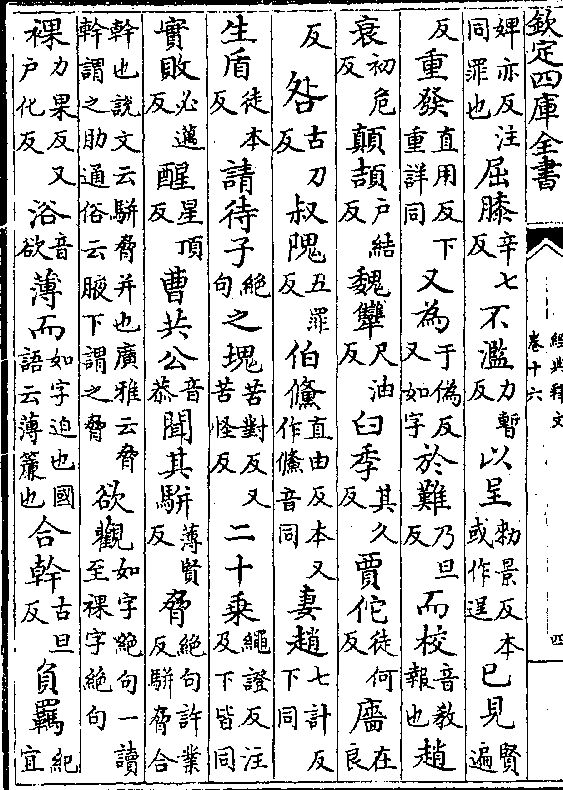 欽定四庫全書
經典釋文
卷十六
四
婢亦反注同罪也屈膝辛七反不濫力暫反以呈敕景反本或作逞已見賢遍
反重發直用反下重詳同又為于偽反又如字於難乃旦反而校音教報也趙
衰初危反顛頡戶結反魏犨尺油反臼季其久反賈佗徒何反廧在良
反咎古刀反叔隗五罪反伯儵直由反本又作鯈音同妻趙七計反下同
生盾徒本反請待子絕句之塊苦對反又苦怪反二十乘繩證反注及下皆同
實敗必邁反醒星頂反曹共公音恭聞其駢薄賢反脅絕句許業反駢脅合
幹也說文云駢脅并也廣雅云脅幹謂之肋通俗云腋下謂之脅欲觀如字絕句一讀至裸字絕句
裸力果反又戶化反浴音欲薄而如字迫也國語云薄簾也合幹古旦反負羈紀宜